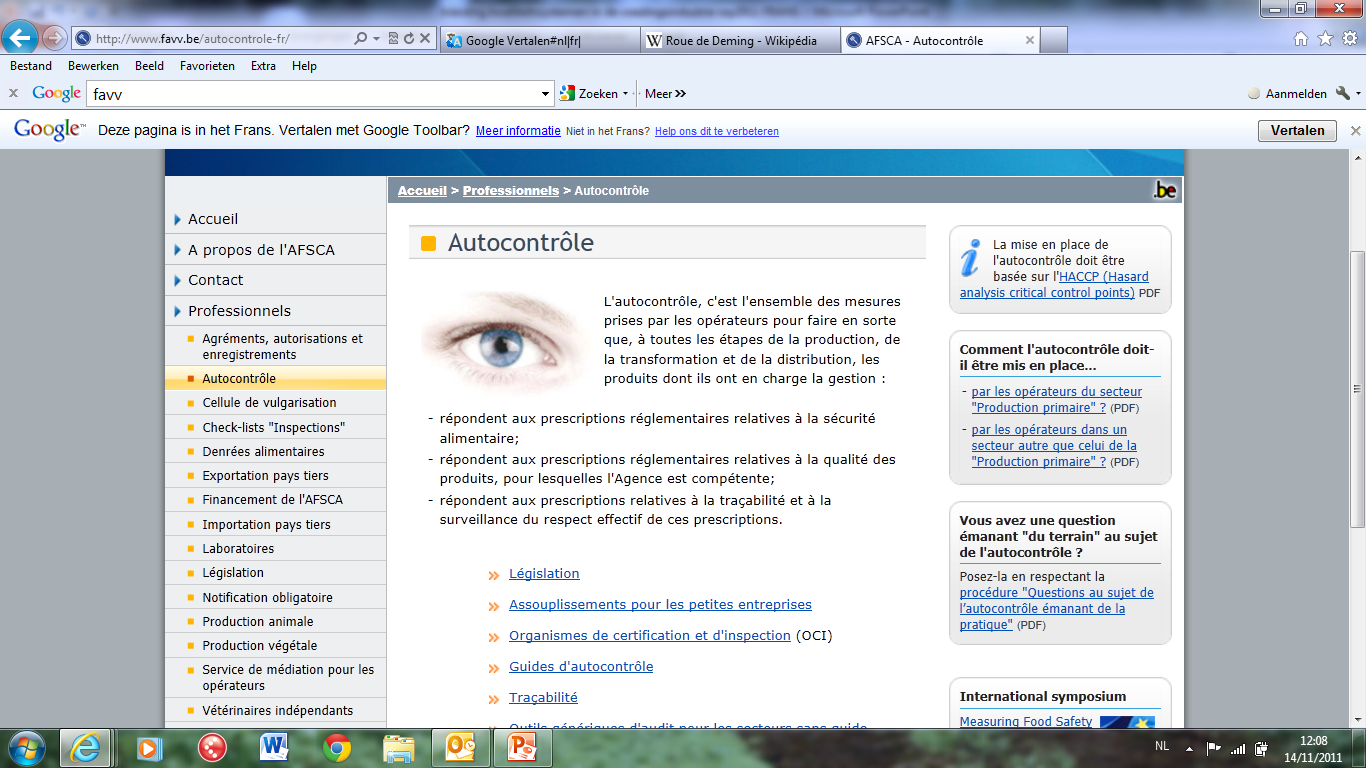 http://www.favv.be/autocontrole-fr/
Google Vertalen#nl|fr|
Roue de Deming - Wikipédia
AFSCA - Autocontrôle
Bestand Bewerken Beeld Favorieten Extra Help
Google favv Zoeken Meer >> Aanmelden
Google™ Deze pagina is in het Frans. Vertalen met Google Toolbar? Meer informatie Niet in het Frans? Help ons dit te verbeteren Vertalen
Accueil > Professionnels > Autocontrôle
.be
Accueil
A propos de l'AFSCA
Contact
Professionnels
Agréments, autorisations et
enregistrements
Autocontrôle
Cellule de vulgarisation
Check-lists "Inspections"
Denrées alimentaires
Exportation pays tiers
Financement de l'AFSCA
Importation pays tiers
Laboratoires
Législation
Notification obligatoire
Production animale
Production végétale
Service de médiation pour les
opérateurs
Vétérinaires indépendants
Autocontrôle
L'autocontrôle, c'est l'ensemble des mesures
prises par les opérateurs pour faire en sorte
que, à toutes les étapes de la production, de
la transformation et de la distribution, les
produits dont ils ont en charge la gestion :
- répondent aux prescriptions réglementaires relatives à la sécurité
alimentaire;
- répondent aux prescriptions réglementaires relatives à la qualité des
produits, pour lesquelles l'Agence est compétente;
- répondent aux prescriptions relatives à la traçabilité et à la
surveillance du respect effectif de ces prescriptions.
Législation
Assouplissements pour les petites entreprises
Organismes de certification et d'inspection (OCI)
Guides d'autocontrôle
Traçabilité
Outils génériques d'audit pour les secteurs sans guide
La mise en place de
l'autocontrôle doit être
basée sur l'HACCP (Hasard
analysis critical control points) PDF
Comment l'autocontrôle doit-
il être mis en place...
- par les opérateurs du secteur
"Production primaire" ? (PDF)
- par les opérateurs dans un
secteur autre que celui de la
"Production primaire" ? (PDF)
Vous avez une question
émanant "du terrain" au sujet
de l'autocontrôle ?
Posez-la en respectant la
procédure "Questions au sujet de
l’autocontrôle émanant de la
pratique" (PDF)
International symposium
Measuring Food Safety
NL
12:08
14/11/2011